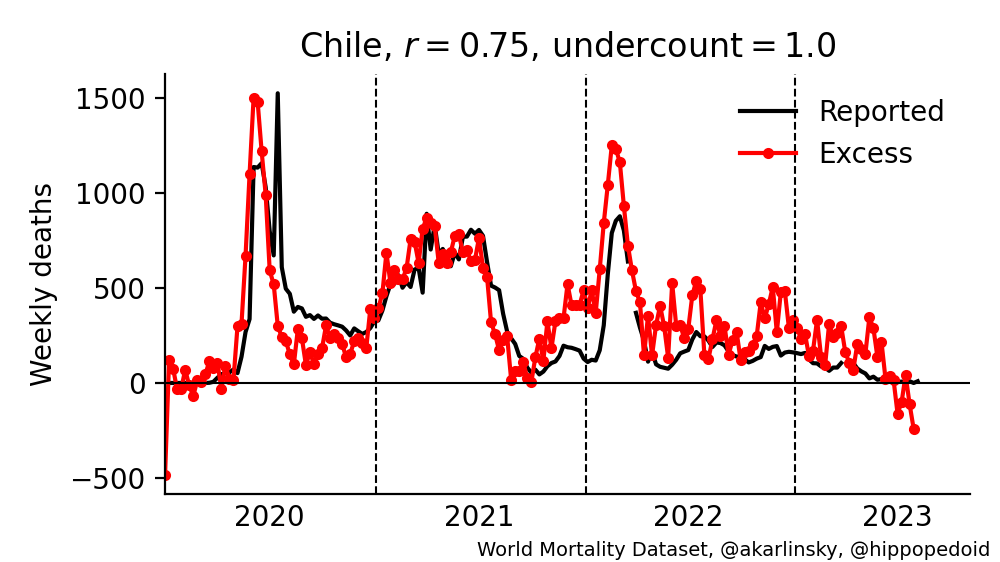 Chile, r = 0.75, undercount = 1.0
1500
1000
500
0
−500
Weekly deaths
Reported
Excess
2020 2021 2022 2023
World Mortality Dataset, @akarlinsky, @hippopedoid